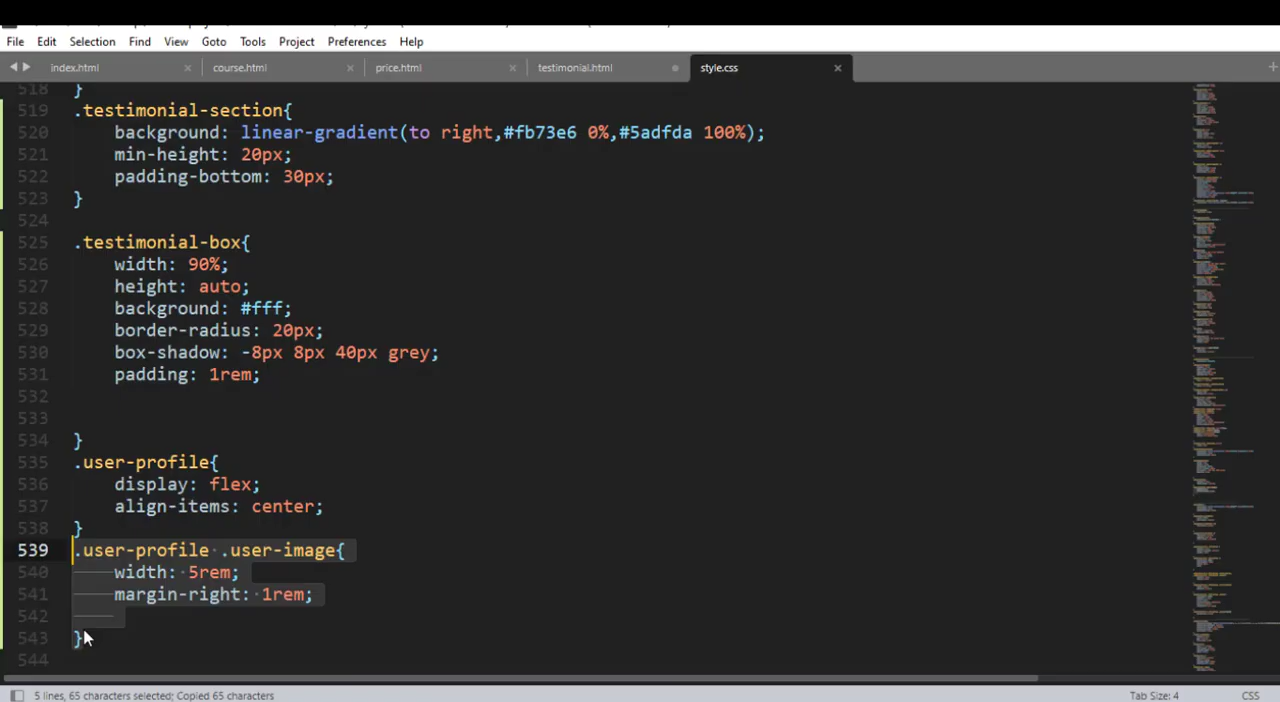 File Edit Selection Find View Goto Tools Project Preferences Help
index.html × course.html × price.html × testimonial.html style.css × +
518 }
519 .testimonial-section{
520 background: linear-gradient(to right,#fb73e6 0%,#5adfda 100%);
521 min-height: 20px;
522 padding-bottom: 30px;
523 }
524
525 .testimonial-box{
526 width: 90%;
527 height: auto;
528 background: #fff;
529 border-radius: 20px;
530 box-shadow: -8px 8px 40px grey;
531 padding: 1rem;
532
533
534 }
535 .user-profile{
536 display: flex;
537 align-items: center;
538 }
539 .user-profile .user-image{
540 width: 5rem;
541 margin-right: 1rem;
542
543 }
544
5 lines, 65 characters selected; Copied 65 characters Tab Size: 4 CSS